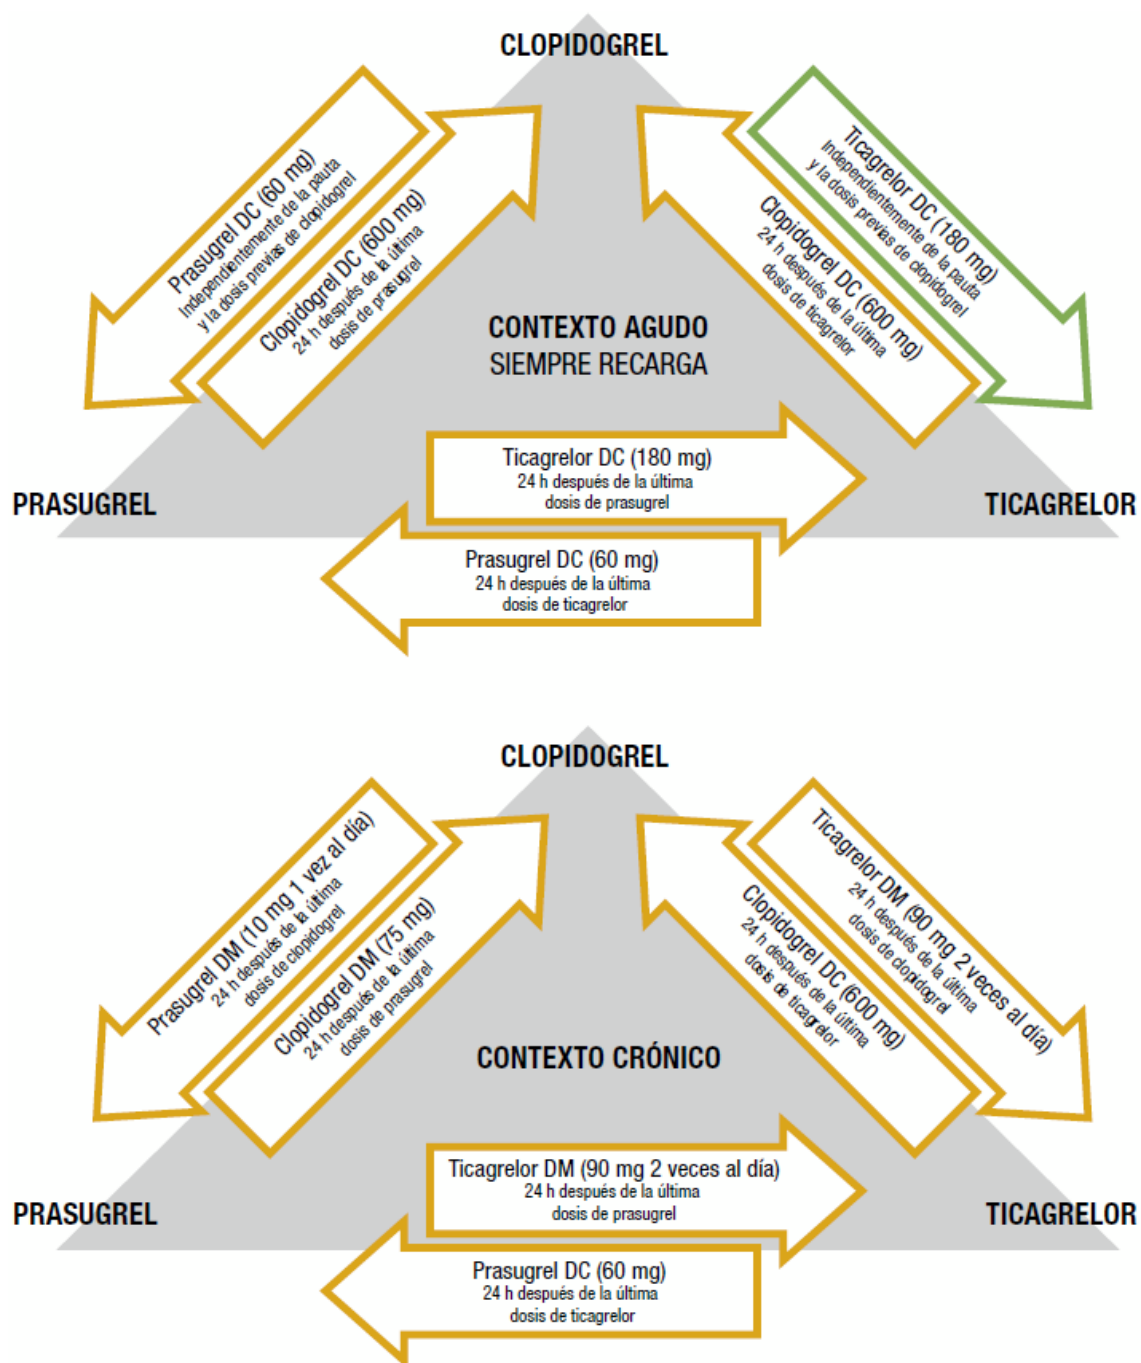 CLOPIDOGREL
Prasugrel DC (60 mg)
Independientemente de la pauta
y la dosis previas de clopidogrel
Clopidogrel DC (600 mg)
24 h después de la última
dosis de prasugrel
Ticagrelor DC (180 mg)
Independientemente de la pauta
y la dosis previas de clopidogrel
Clopidogrel DC (600 mg)
24 h después de la última
dosis de ticagrelor
CONTEXTO AGUDO
SIEMPRE RECARGA
Ticagrelor DC (180 mg)
24 h después de la última
dosis de prasugrel
PRASUGREL
TICAGRELOR
Prasugrel DC (60 mg)
24 h después de la última
dosis de ticagrelor
CLOPIDOGREL
Prasugrel DM (10 mg 1 vez al día)
24 h después de la última
dosis de clopidogrel
Clopidogrel DM (75 mg)
24 h después de la última
dosis de prasugrel
Ticagrelor DM (90 mg 2 veces al día)
24 h después de la última
dosis de clopidogrel
Clopidogrel DC (600 mg)
24 h después de la última
dosis de ticagrelor
CONTEXTO CRÓNICO
Ticagrelor DM (90 mg 2 veces al día)
24 h después de la última
dosis de prasugrel
PRASUGREL
TICAGRELOR
Prasugrel DC (60 mg)
24 h después de la última
dosis de ticagrelor